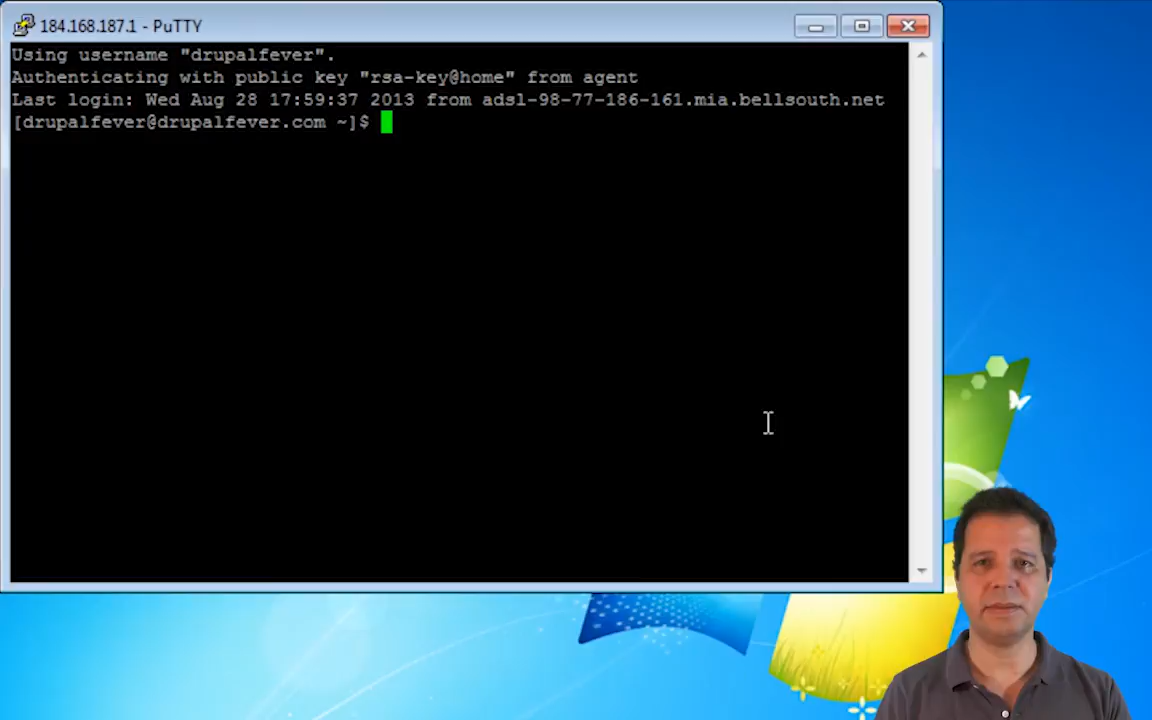 184.168.187.1 - PuTTY
Using username "drupalfever".
Authenticating with public key "rsa-key@home" from agent
Last login: Wed Aug 28 17:59:37 2013 from adsl-98-77-186-161.mia.bellsouth.net
[drupalfever@drupalfever.com ~]$